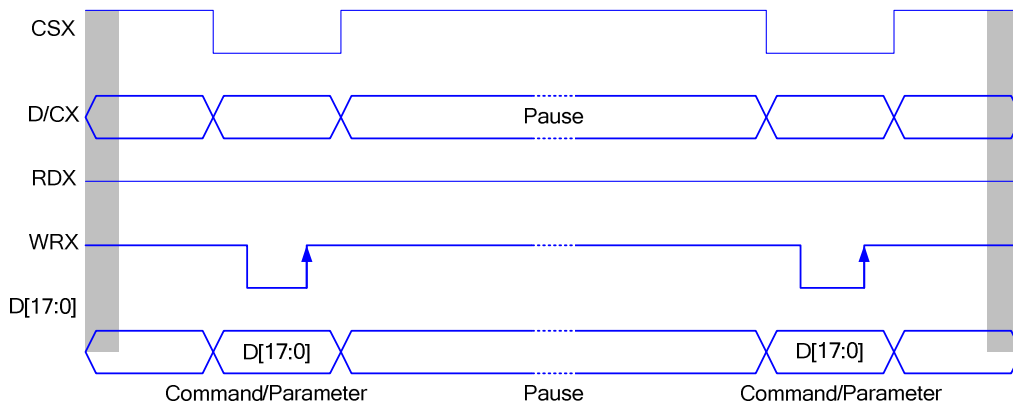 CSX
D/CX
Pause
RDX
WRX
D[17:0]
D[17:0] D[17:0]
Command/Parameter Pause Command/Parameter